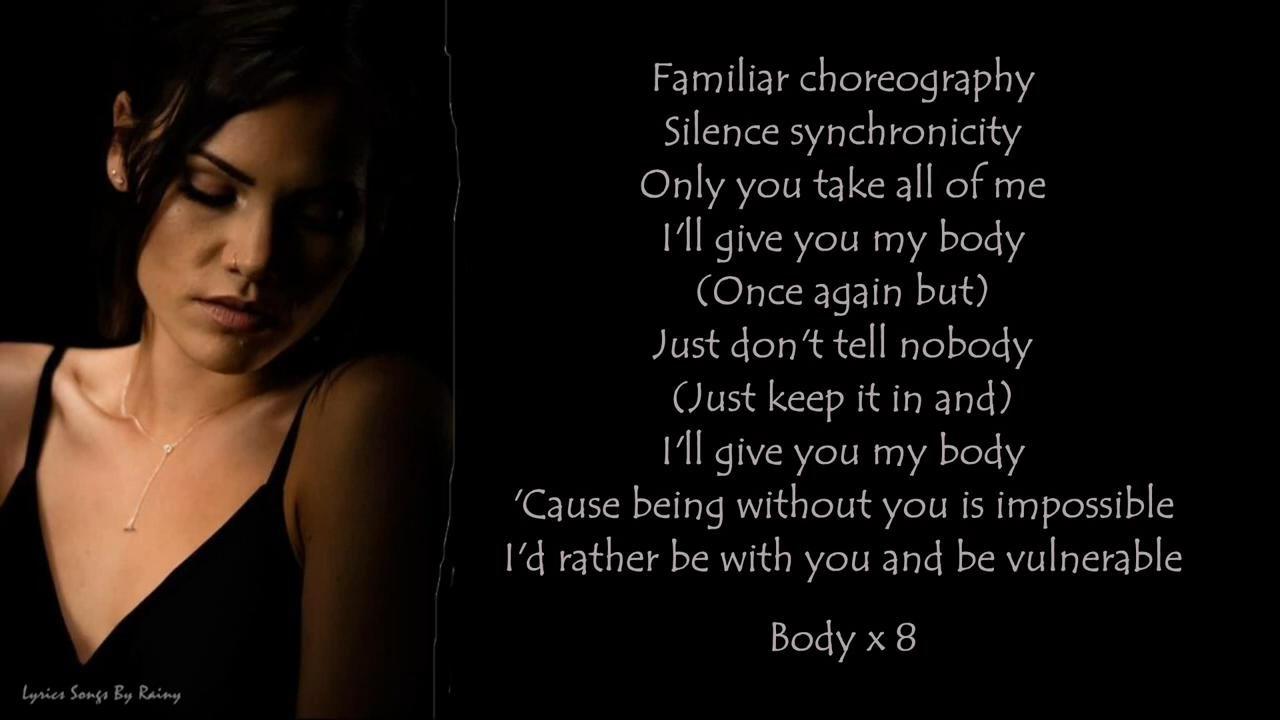 Familiar choreography
Silence synchronicity
Only you take all of me
I'll give you my body
(Once again but)
Just don't tell nobody
(Just keep it in and)
I'll give you my body
'Cause being without you is impossible
I'd rather be with you and be vulnerable
Body x 8
Lyrics Songs By Rainy